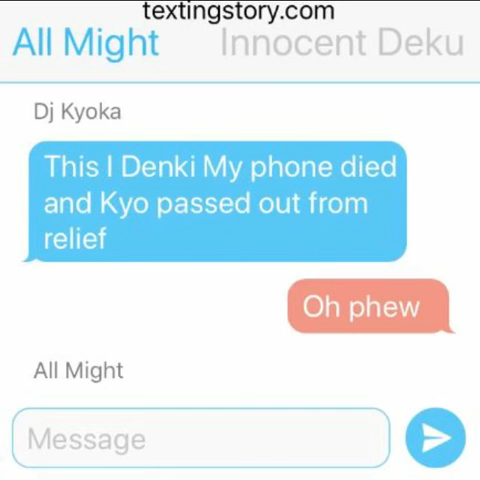 textingstory.com
All Might Innocent Deku
Dj Kyoka
This I Denki My phone died
and Kyo passed out from
relief
Oh phew
All Might
Message